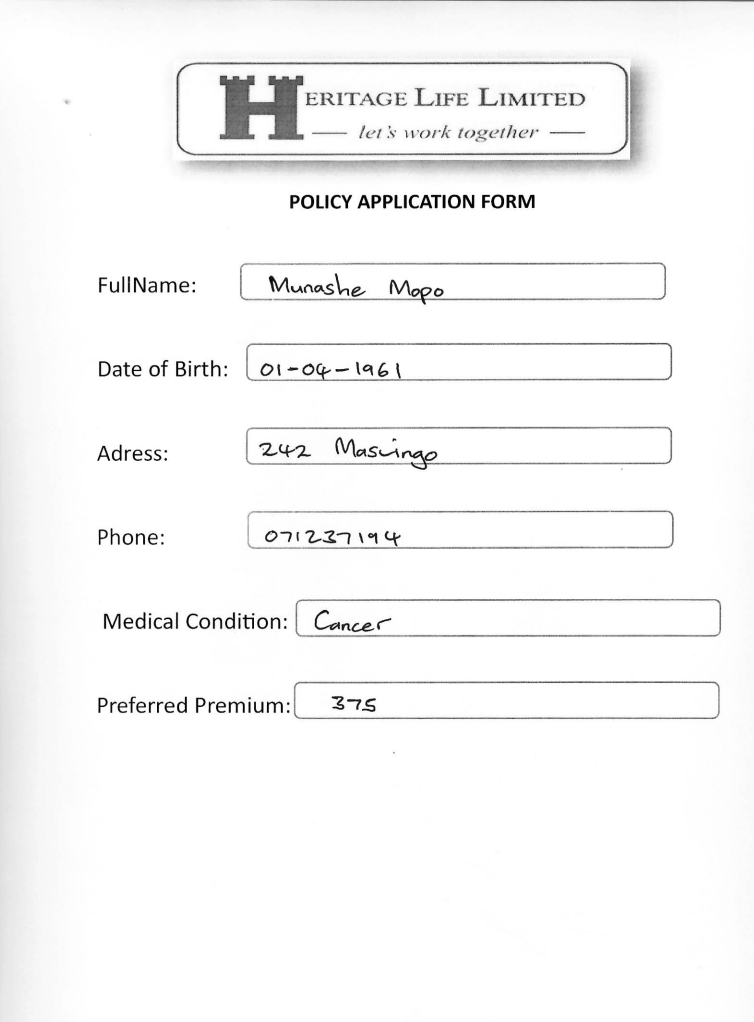 HERITAGE LIFE LIMITED
let's work together
POLICY APPLICATION FORM
FullName: Munashe Mopo
Date of Birth: 01-04-1961
Adress: 242 Masvingo
Phone: 071237194
Medical Condition: Cancer
Preferred Premium: 375